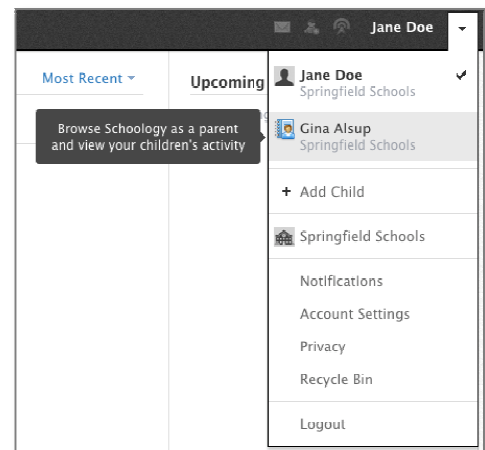 Jane Doe
Most Recent
Upcoming
Jane Doe
Springfield Schools
Browse Schoology as a parent
and view your children's activity
Gina Alsup
Springfield Schools
+ Add Child
Springfield Schools
Notifications
Account Settings
Privacy
Recycle Bin
Logout